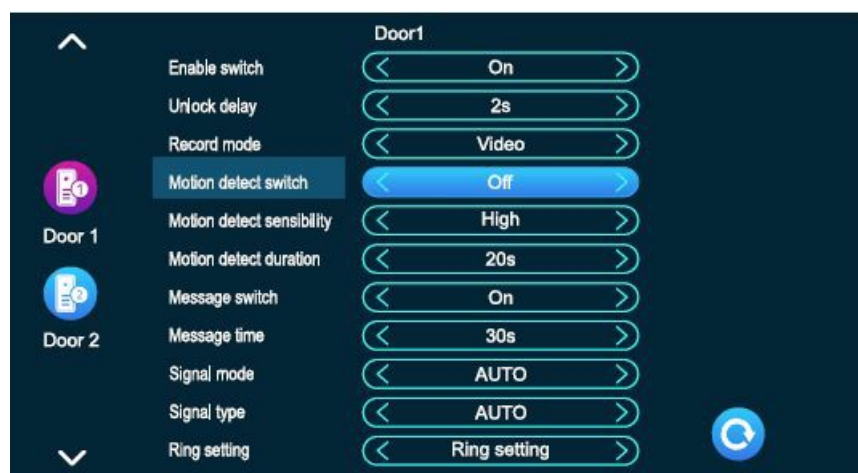 Door1
Enable switch On
Unlock delay 2s
Record mode Video
Motion detect switch Off
Motion detect sensibility High
Motion detect duration 20s
Message switch On
Message time 30s
Signal mode AUTO
Signal type AUTO
Ring setting Ring setting
1
Door 1
2
Door 2